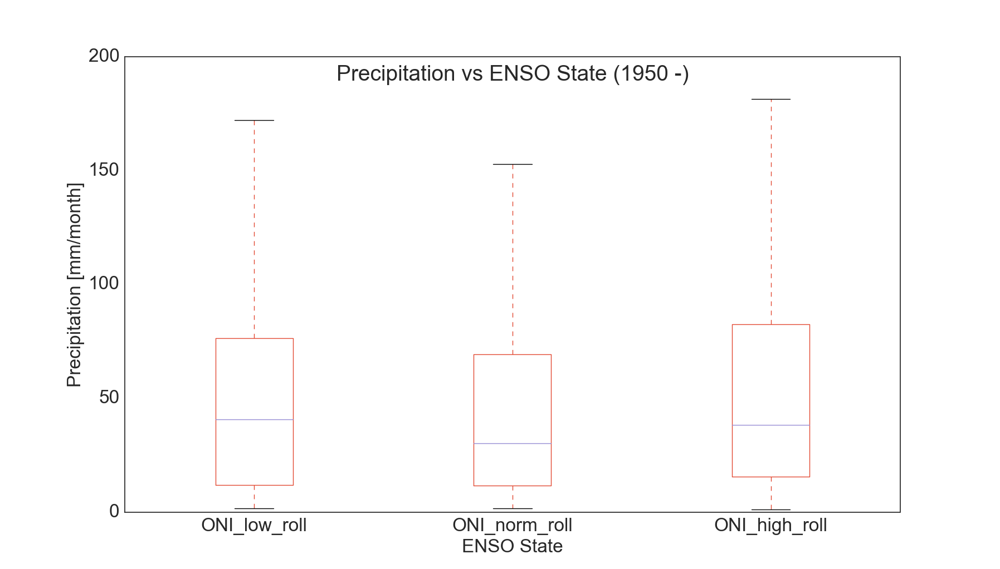 Precipitation vs ENSO State (1950 -)
200
150
100
50
0
Precipitation [mm/month]
ONI_low_roll
ONI_norm_roll
ONI_high_roll
ENSO State